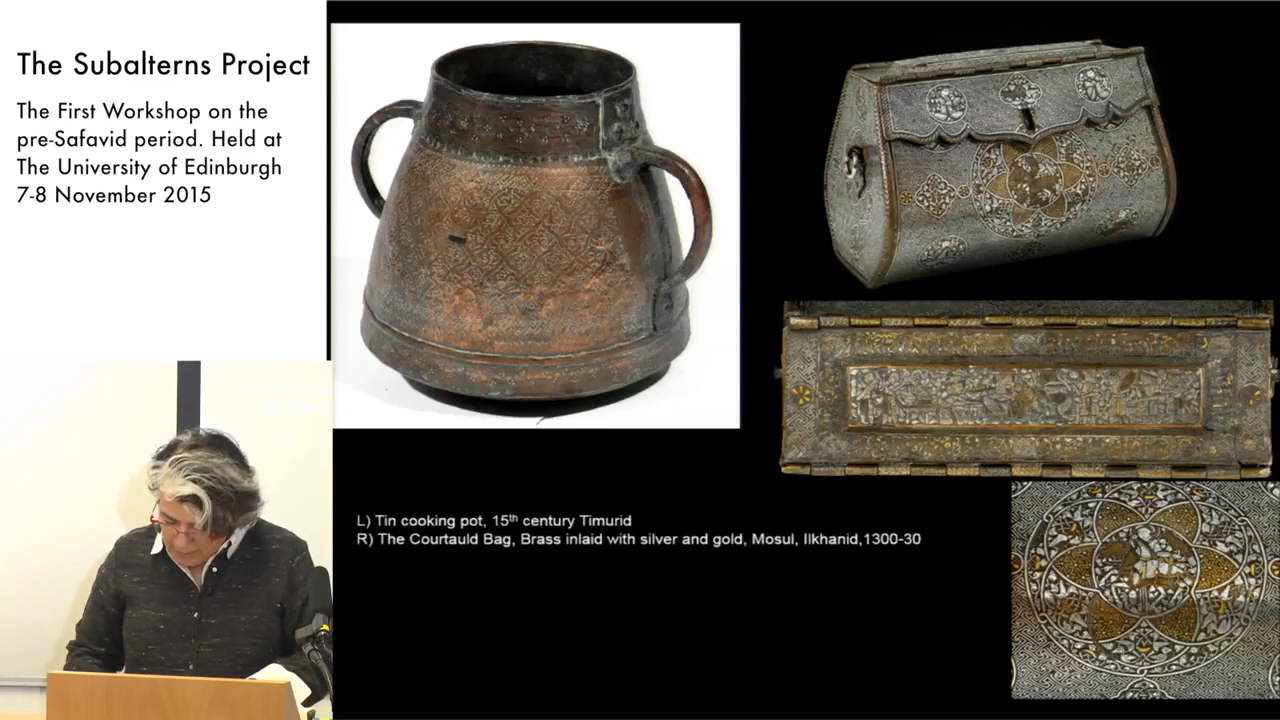 The Subalterns Project
The First Workshop on the
pre-Safavid period. Held at
The University of Edinburgh
7-8 November 2015
L) Tin cooking pot, 15th century Timurid
R) The Courtauld Bag, Brass inlaid with silver and gold, Mosul, Ilkhanid,1300-30